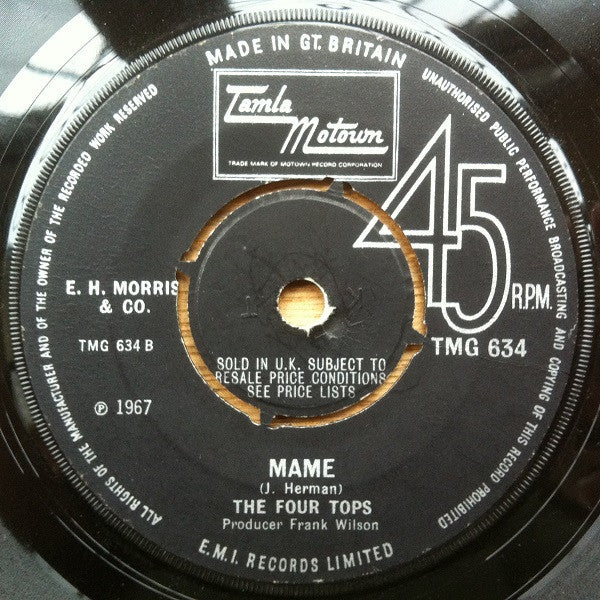 MADE IN GT. BRITAIN
Tamla
Motown
TRADE MARK OF MOTOWN RECORD CORPORATION
UNAUTHORISED PUBLIC PERFORMANCE BROADCASTING AND COPYING OF THIS RECORD PROHIBITED
ALL RIGHTS OF THE MANUFACTURER AND OF THE OWNER OF THE RECORDED WORK RESERVED
45
R.P.M.
E. H. MORRIS
& CO.
TMG 634 B
TMG 634
SOLD IN U.K. SUBJECT TO
RESALE PRICE CONDITIONS
SEE PRICE LISTS
℗ 1967
MAME
(J. Herman)
THE FOUR TOPS
Producer Frank Wilson
E.M.I. RECORDS LIMITED